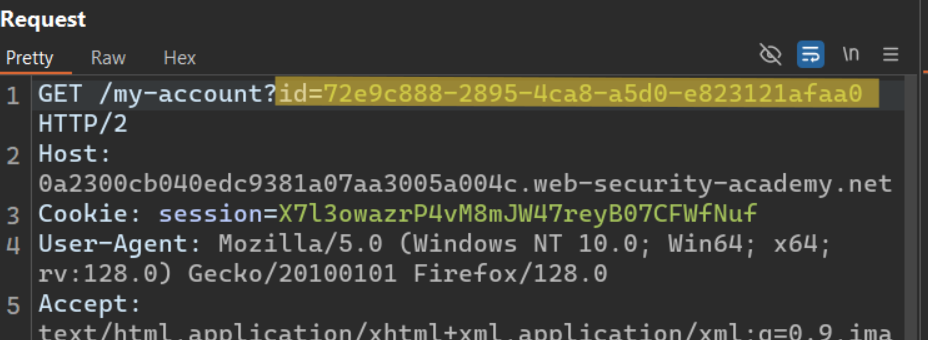 Request
Pretty Raw Hex
\n
1 GET /my-account?id=72e9c888-2895-4ca8-a5d0-e823121afaa0
HTTP/2
2 Host:
0a2300cb040edc9381a07aa3005a004c.web-security-academy.net
3 Cookie: session=X7l3owazrP4vM8mJW47reyB07CFWfNuf
4 User-Agent: Mozilla/5.0 (Windows NT 10.0; Win64; x64;
rv:128.0) Gecko/20100101 Firefox/128.0
5 Accept:
text/html,application/xhtml+xml,application/xml;q=0.9,ima